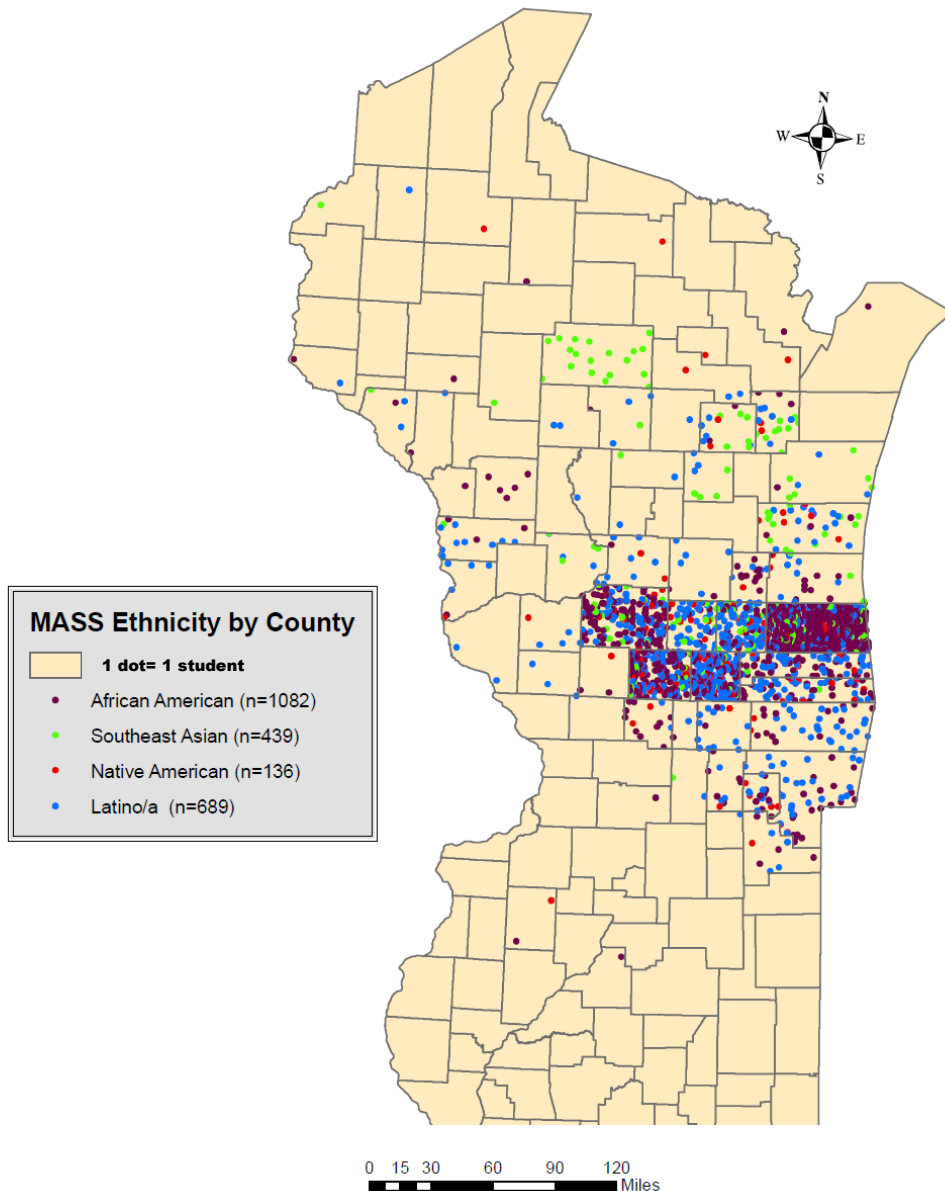 N
W E
S
MASS Ethnicity by County
1 dot= 1 student
African American (n=1082)
Southeast Asian (n=439)
Native American (n=136)
Latino/a (n=689)
0 15 30 60 90 120
Miles